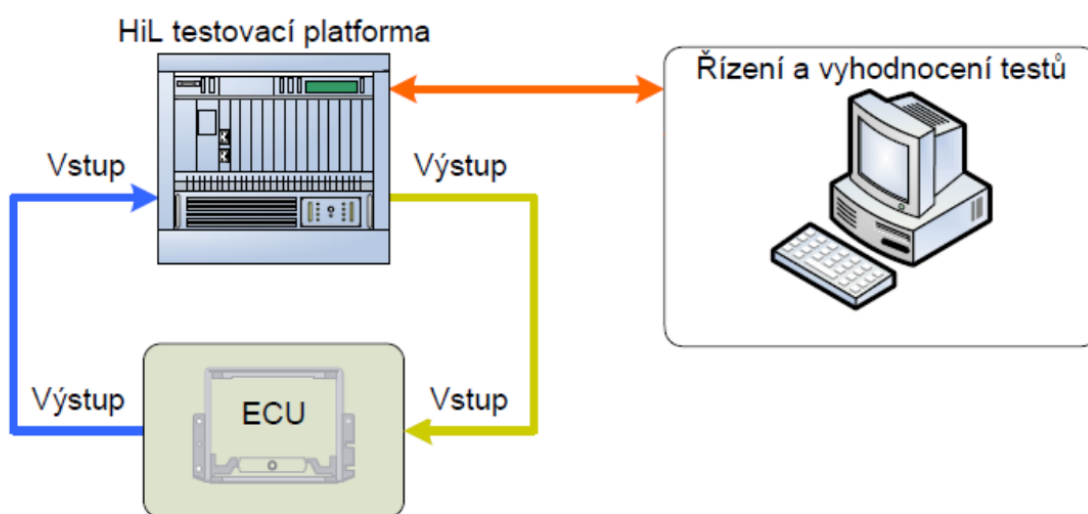 HiL testovací platforma
Řízení a vyhodnocení testů
Vstup
Výstup
Výstup
ECU
Vstup